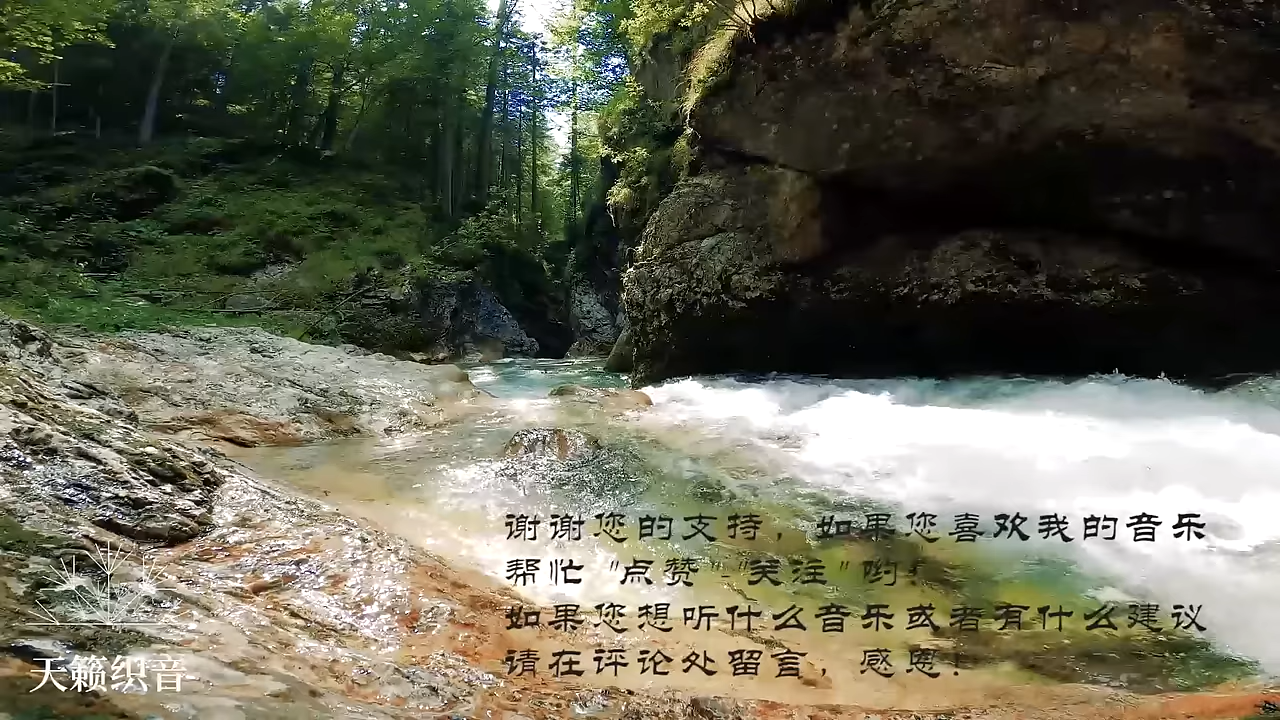 谢谢您的支持，如果您喜欢我的音乐
帮忙 "点赞"-"关注" 哟！
如果您想听什么音乐或者有什么建议
请在评论处留言，感恩！
天籁织音